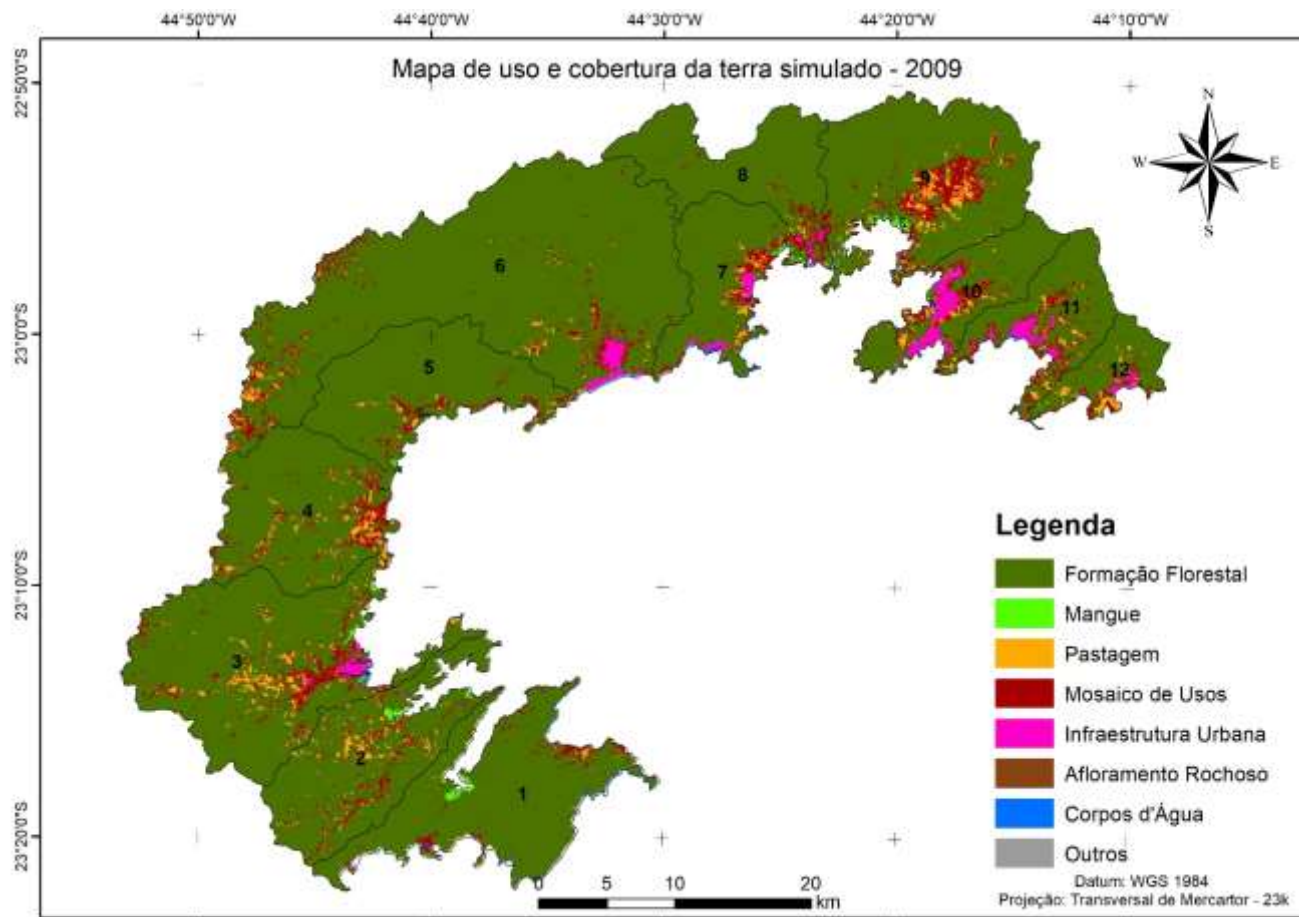 44°50'0"W 44°40'0"W 44°30'0"W 44°20'0"W 44°10'0"W
Mapa de uso e cobertura da terra simulado - 2009
22°50'0"S
N
W E
S
8
9
6
7
10
11
23°0'0"S
5
12
4
23°10'0"S
3
2
1
23°20'0"S
Legenda
Formação Florestal
Mangue
Pastagem
Mosaico de Usos
Infraestrutura Urbana
Afloramento Rochoso
Corpos d'Água
Outros
Datum: WGS 1984
Projeção: Transversal de Mercartor - 23k
0 5 10 20
km